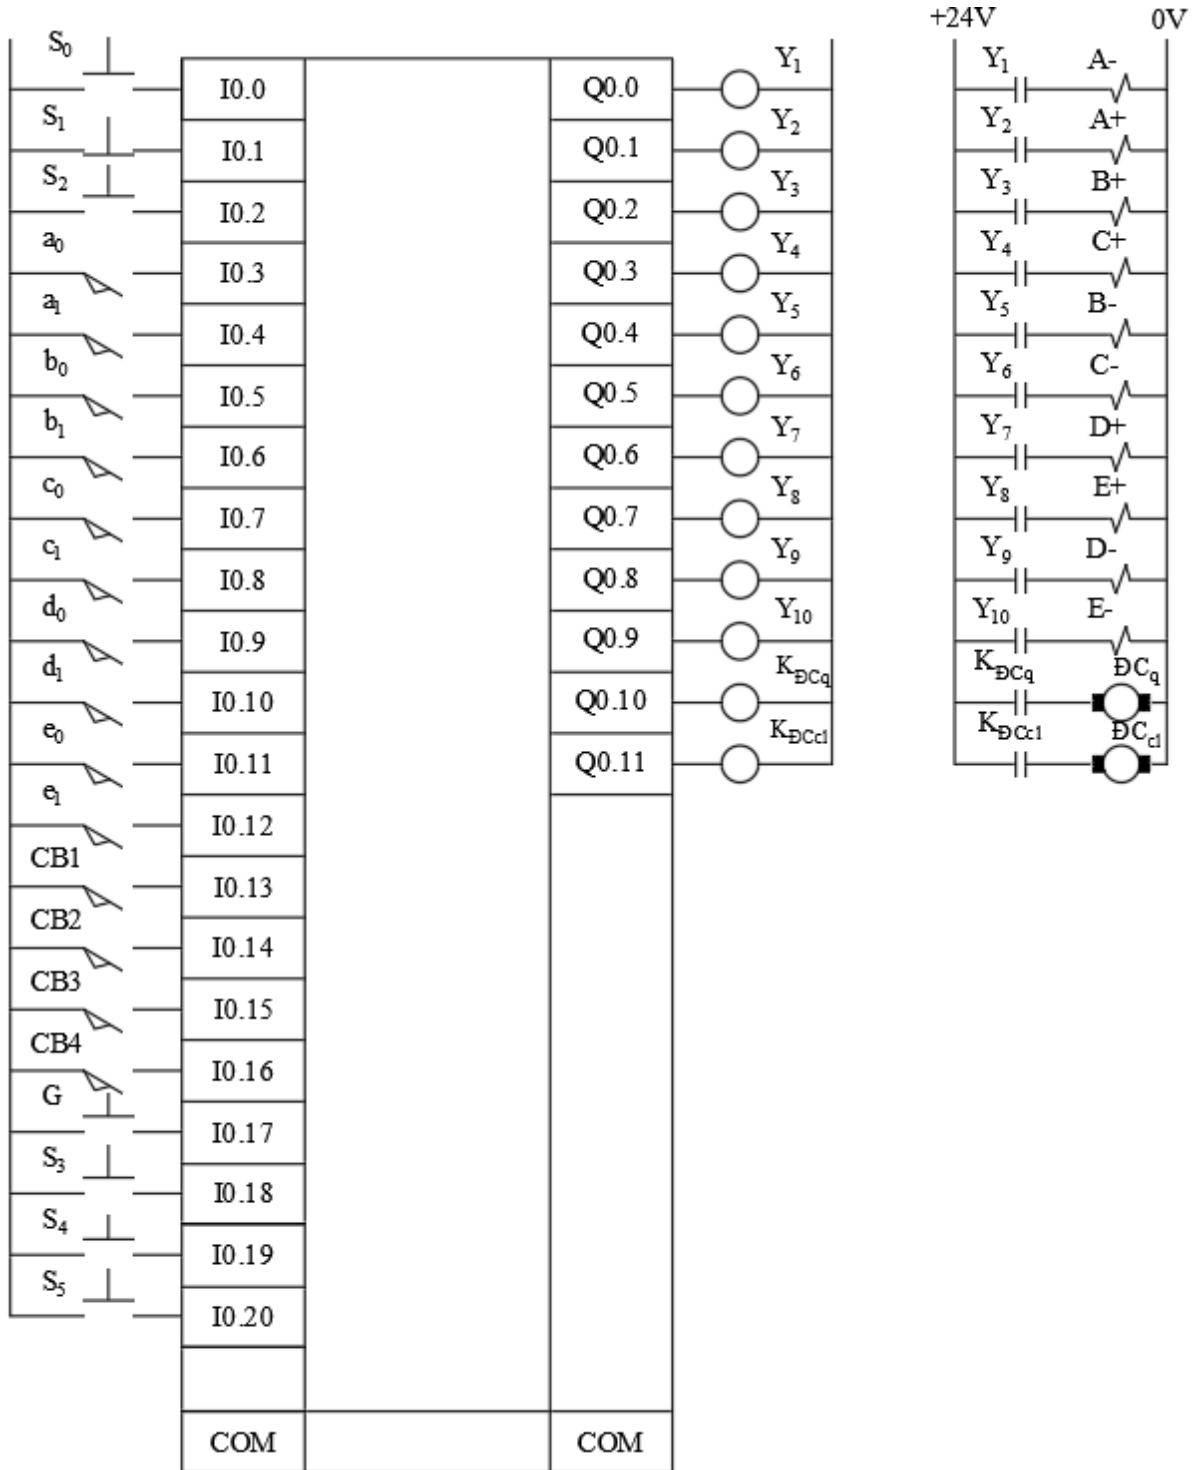 +24V 0V
S0 Y1 Y1 A-
I0.0 Q0.0
S1 Y2 Y2 A+
I0.1 Q0.1
S2 Y3 Y3 B+
I0.2 Q0.2
a0 Y4 Y4 C+
I0.3 Q0.3
a1 Y5 Y5 B-
I0.4 Q0.4
b0 Y6 Y6 C-
I0.5 Q0.5
b1 Y7 Y7 D+
I0.6 Q0.6
c0 Y8 Y8 E+
I0.7 Q0.7
c1 Y9 Y9 D-
I0.8 Q0.8
d0 Y10 Y10 E-
I0.9 Q0.9
d1 KĐCq KĐCq ĐCq
I0.10 Q0.10
e0 KĐCc1 KĐCc1 ĐCc1
I0.11 Q0.11
e1
I0.12
CB1
I0.13
CB2
I0.14
CB3
I0.15
CB4
I0.16
G
I0.17
S3
I0.18
S4
I0.19
S5
I0.20
COM COM